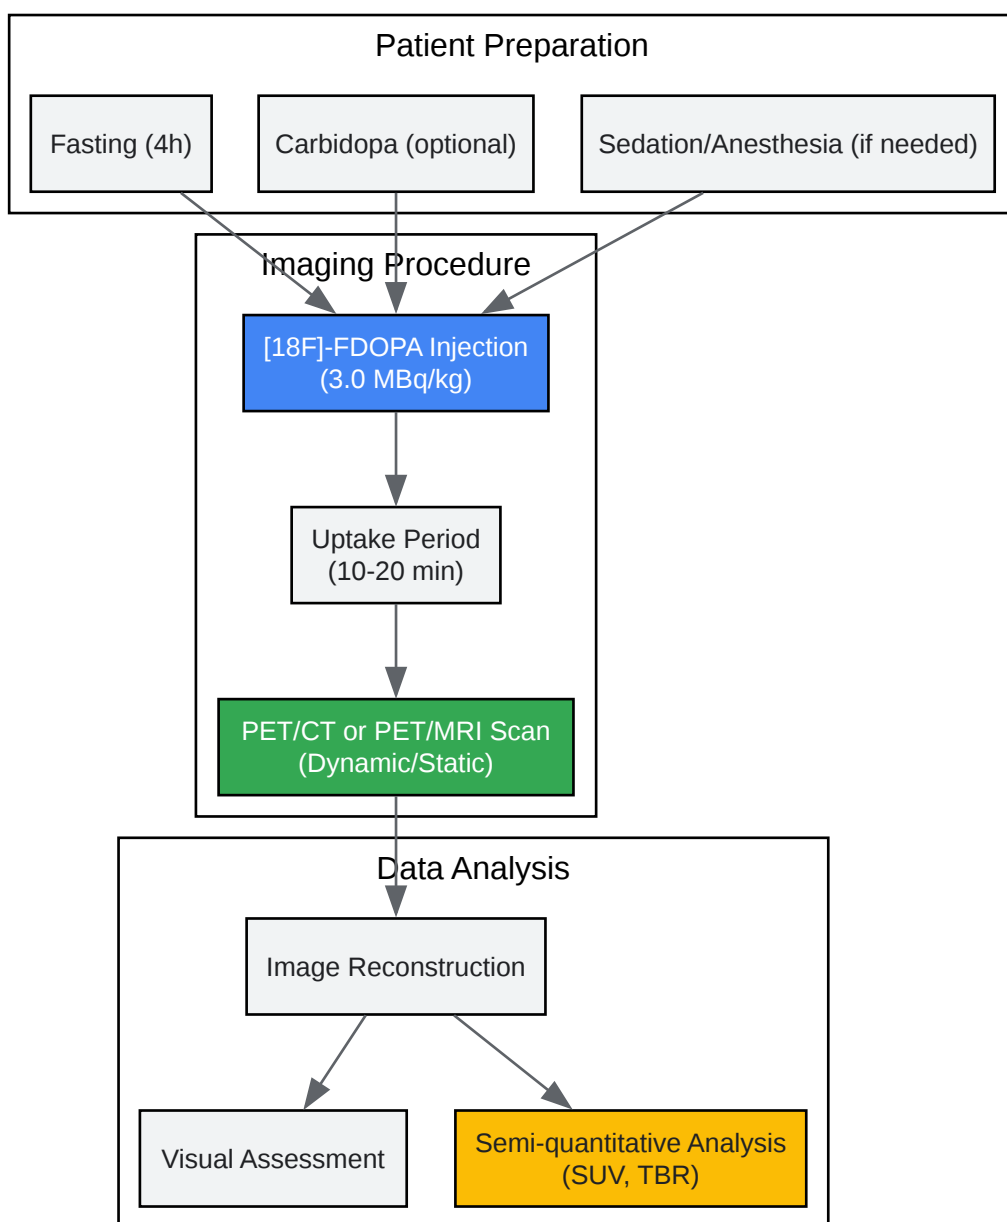 Patient Preparation
Fasting (4h)
Carbidopa (optional)
Sedation/Anesthesia (if needed)
Imaging Procedure
[18F]-FDOPA Injection
(3.0 MBq/kg)
Uptake Period
(10-20 min)
PET/CT or PET/MRI Scan
(Dynamic/Static)
Data Analysis
Image Reconstruction
Visual Assessment
Semi-quantitative Analysis
(SUV, TBR)